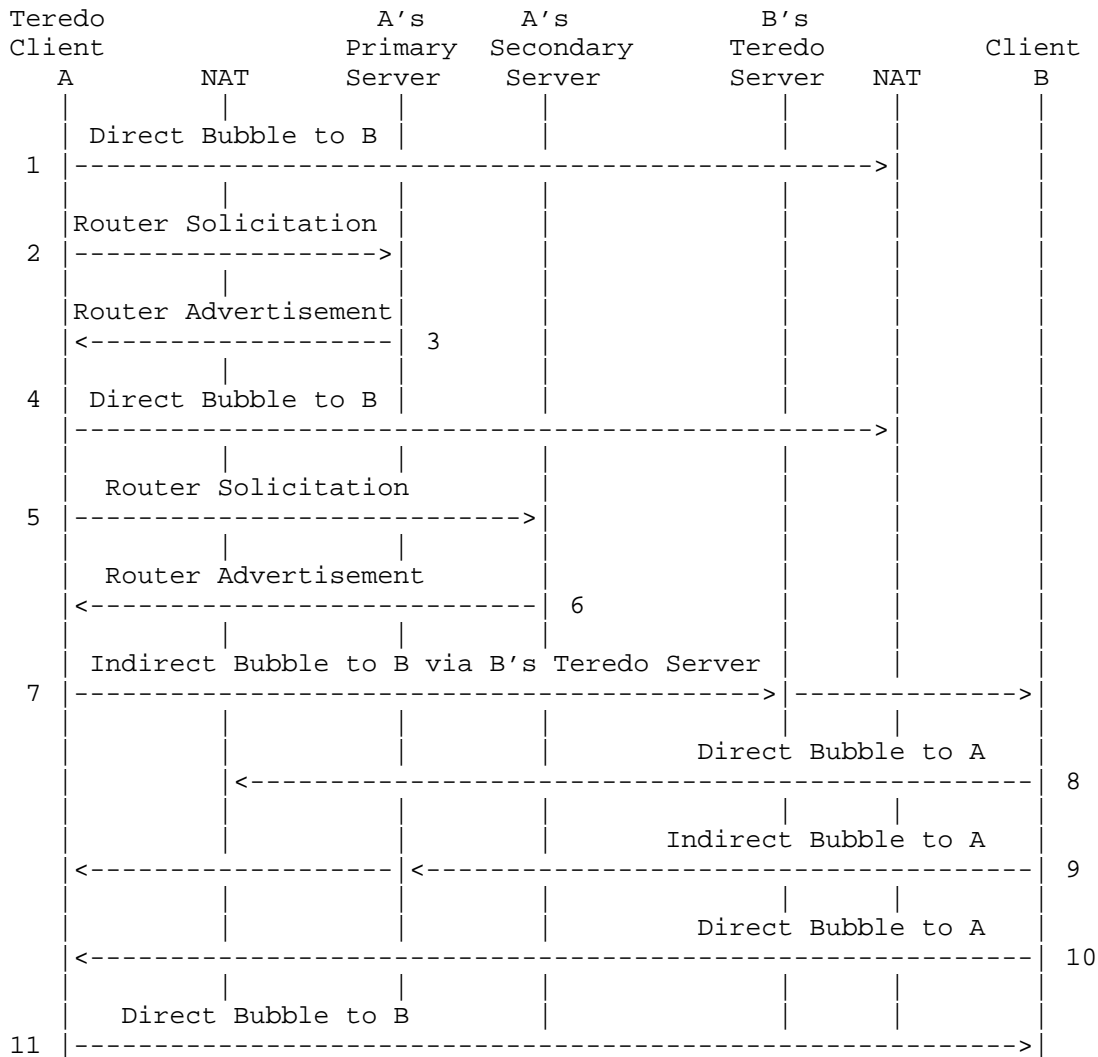 Teredo A's A's B's
Client Primary Secondary Teredo Client
A NAT Server Server Server NAT B
Direct Bubble to B
1
Router Solicitation
2
Router Advertisement
3
4 Direct Bubble to B
Router Solicitation
5
Router Advertisement
6
Indirect Bubble to B via B's Teredo Server
7
Direct Bubble to A
8
Indirect Bubble to A
9
Direct Bubble to A
10
Direct Bubble to B
11